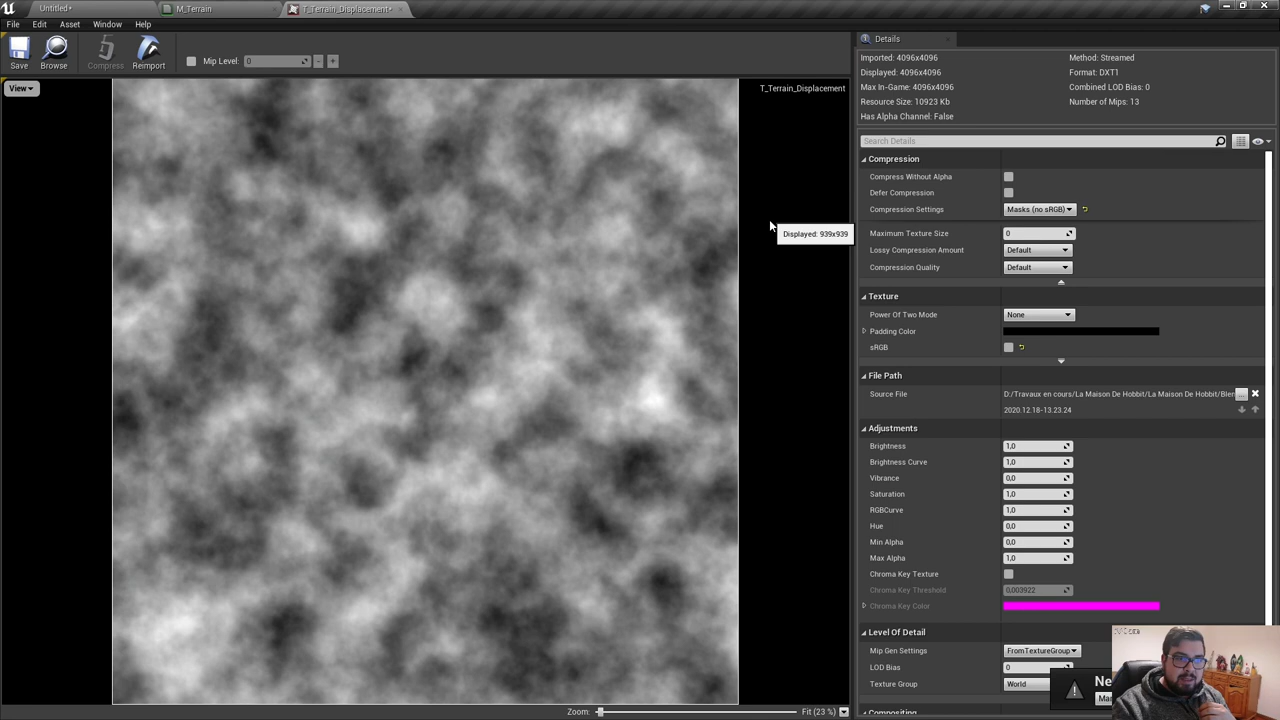 Untitled*
M_Terrain
T_Terrain_Displacement*
File Edit Asset Window Help
Save Browse Compress Reimport
Mip Level: 0
View
T_Terrain_Displacement
Displayed: 939x939
Zoom: Fit (23 %)
Details
Imported: 4096x4096 Method: Streamed
Displayed: 4096x4096 Format: DXT1
Max In-Game: 4096x4096 Combined LOD Bias: 0
Resource Size: 10923 Kb Number of Mips: 13
Has Alpha Channel: False
Search Details
Compression
Compress Without Alpha
Defer Compression
Compression Settings Masks (no sRGB)
Maximum Texture Size 0
Lossy Compression Amount Default
Compression Quality Default
Texture
Power Of Two Mode None
Padding Color
sRGB
File Path
Source File D:/Travaux en cours/La Maison De Hobbit/La Maison De Hobbit/Bler ...
2020.12.18-13.23.24
Adjustments
Brightness 1,0
Brightness Curve 1,0
Vibrance 0,0
Saturation 1,0
RGBCurve 1,0
Hue 0,0
Min Alpha 0,0
Max Alpha 1,0
Chroma Key Texture
Chroma Key Threshold 0,003922
Chroma Key Color
Level Of Detail
Mip Gen Settings FromTextureGroup
LOD Bias 0
Texture Group World
Ne
Mar
Compositing